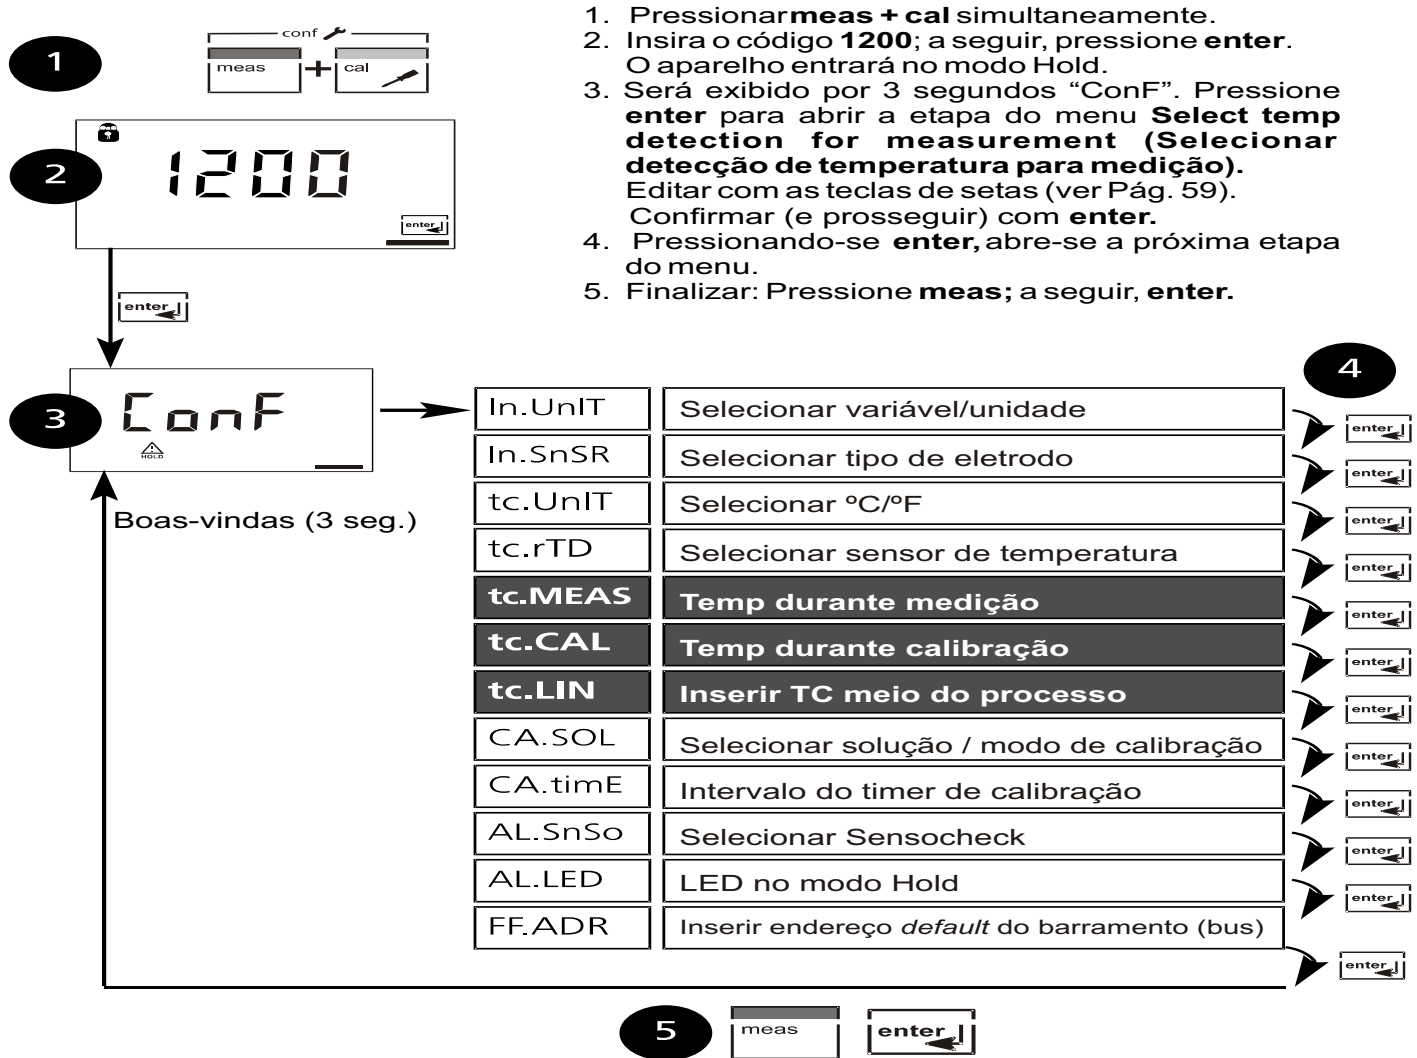 1
conf
meas + cal
1. Pressionar meas + cal simultaneamente.
2. Insira o código 1200; a seguir, pressione enter.
O aparelho entrará no modo Hold.
3. Será exibido por 3 segundos “ConF”. Pressione
enter para abrir a etapa do menu Select temp
detection for measurement (Selecionar
detecção de temperatura para medição).
Editar com as teclas de setas (ver Pág. 59).
Confirmar (e prosseguir) com enter.
4. Pressionando-se enter, abre-se a próxima etapa
do menu.
5. Finalizar: Pressione meas; a seguir, enter.
2
1200
enter
enter
3
ConF
HOLD
Boas-vindas (3 seg.)
4
In.UnIT Selecionar variável/unidade
enter
In.SnSR Selecionar tipo de eletrodo
enter
tc.UnIT Selecionar ºC/ºF
enter
tc.rTD Selecionar sensor de temperatura
enter
tc.MEAS Temp durante medição
enter
tc.CAL Temp durante calibração
enter
tc.LIN Inserir TC meio do processo
enter
CA.SOL Selecionar solução / modo de calibração
enter
CA.timE Intervalo do timer de calibração
enter
AL.SnSo Selecionar Sensocheck
enter
AL.LED LED no modo Hold
enter
FF.ADR Inserir endereço default do barramento (bus)
enter
5
meas
enter